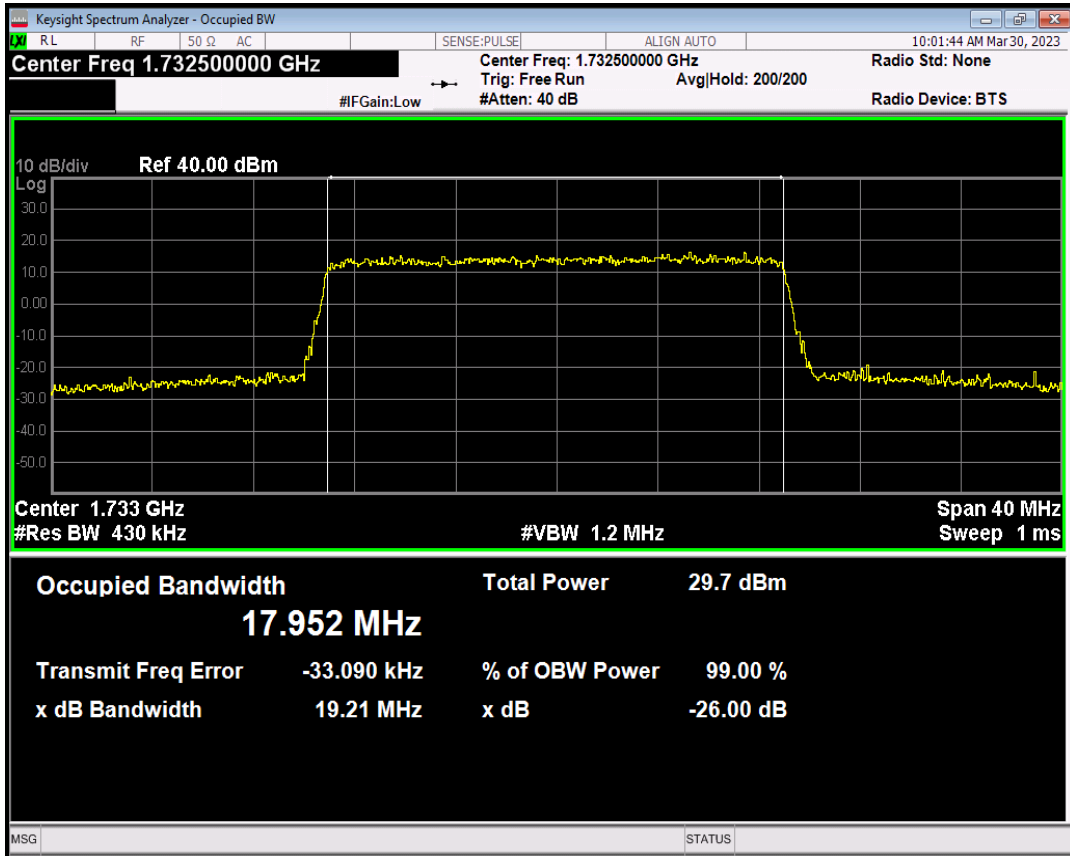 Keysight Spectrum Analyzer - Occupied BW
LXI RL RF 50 Ω AC SENSE:PULSE ALIGN AUTO 10:01:44 AM Mar 30, 2023
Center Freq 1.732500000 GHz
Center Freq: 1.732500000 GHz
Radio Std: None
Trig: Free Run Avg|Hold: 200/200
#IFGain:Low #Atten: 40 dB Radio Device: BTS
10 dB/div Ref 40.00 dBm
Log
30.0
20.0
10.0
0.00
-10.0
-20.0
-30.0
-40.0
-50.0
Center 1.733 GHz Span 40 MHz
#Res BW 430 kHz #VBW 1.2 MHz Sweep 1 ms
Occupied Bandwidth Total Power 29.7 dBm
17.952 MHz
Transmit Freq Error -33.090 kHz % of OBW Power 99.00 %
x dB Bandwidth 19.21 MHz x dB -26.00 dB
MSG STATUS